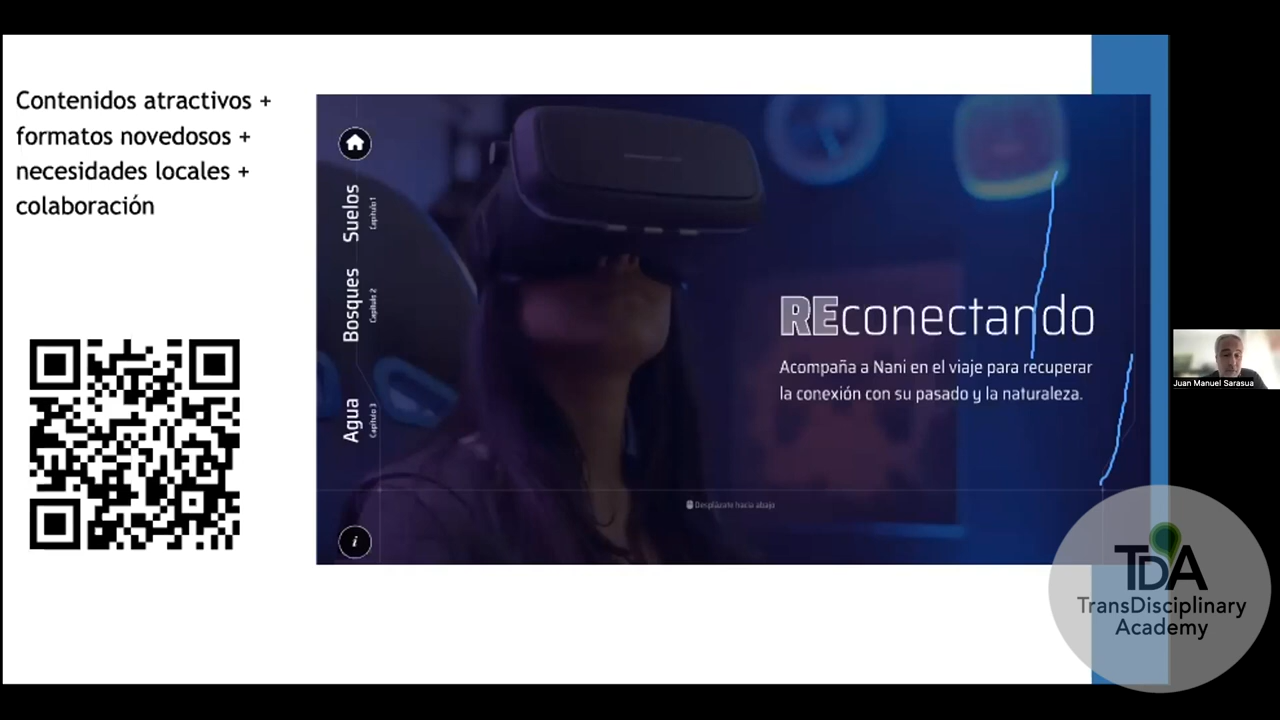 Contenidos atractivos +
formatos novedosos +
necesidades locales +
colaboración
Suelos
Capítulo 1
Bosques
Capítulo 2
Agua
Capítulo 3
REconectando
Acompaña a Nani en el viaje para recuperar
la conexión con su pasado y la naturaleza.
Desplázate hacia abajo
i
Juan Manuel Sarasua
TDA
TransDisciplinary
Academy